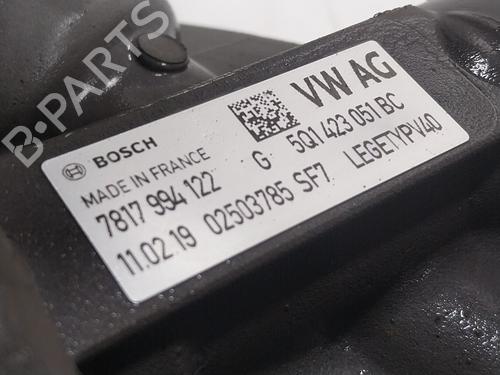 B-PARTS
BOSCH
VW AG
MADE IN FRANCE
G 5Q1 423 051 BC
7817 994 122
LEGETYPV40
11.02.19 02503785 SF7